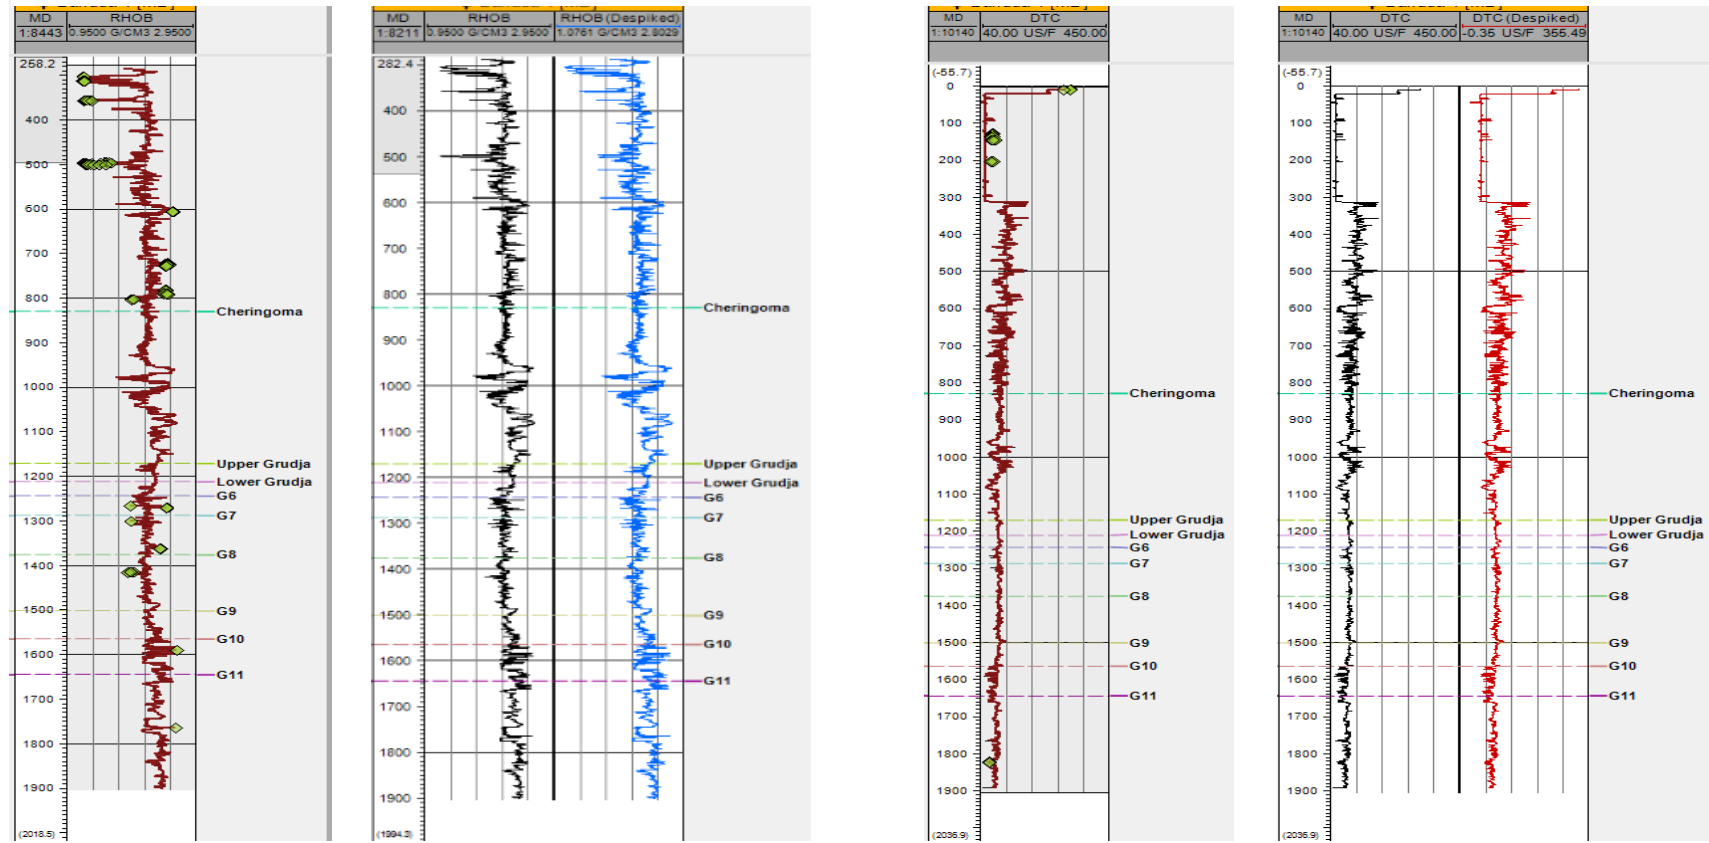 MD RHOB
1:8443 0.9500 G/CM3 2.9500
258.2
400
500
600
700
800
900
1000
1100
1200
1300
1400
1500
1600
1700
1800
1900
(2018.5)
Cheringoma
Upper Grudja
Lower Grudja
G6
G7
G8
G9
G10
G11
MD RHOB RHOB (Despiked)
1:8211 0.9500 G/CM3 2.9500 1.0761 G/CM3 2.8029
282.4
400
500
600
700
800
900
1000
1100
1200
1300
1400
1500
1600
1700
1800
1900
(1994.3)
Cheringoma
Upper Grudja
Lower Grudja
G6
G7
G8
G9
G10
G11
MD DTC
1:10140 40.00 US/F 450.00
(-55.7)
0
100
200
300
400
500
600
700
800
900
1000
1100
1200
1300
1400
1500
1600
1700
1800
1900
(2036.9)
Cheringoma
Upper Grudja
Lower Grudja
G6
G7
G8
G9
G10
G11
MD DTC DTC (Despiked)
1:10140 40.00 US/F 450.00 -0.35 US/F 355.49
(-55.7)
0
100
200
300
400
500
600
700
800
900
1000
1100
1200
1300
1400
1500
1600
1700
1800
1900
(2036.9)
Cheringoma
Upper Grudja
Lower Grudja
G6
G7
G8
G9
G10
G11